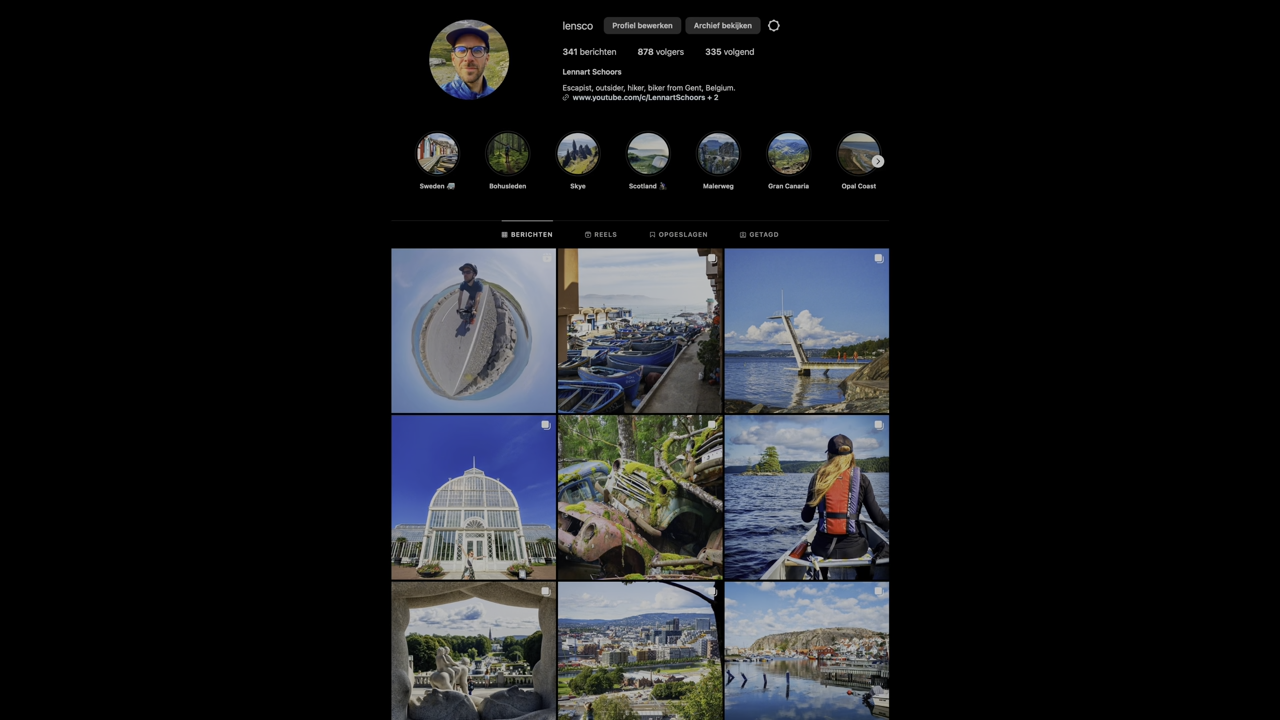 lensco Profiel bewerken Archief bekijken
341 berichten 878 volgers 335 volgend
Lennart Schoors
Escapist, outsider, hiker, biker from Gent, Belgium.
www.youtube.com/c/LennartSchoors + 2
Sweden Bohusleden Skye Scotland Malerweg Gran Canaria Opal Coast
BERICHTEN REELS OPGESLAGEN GETAGD